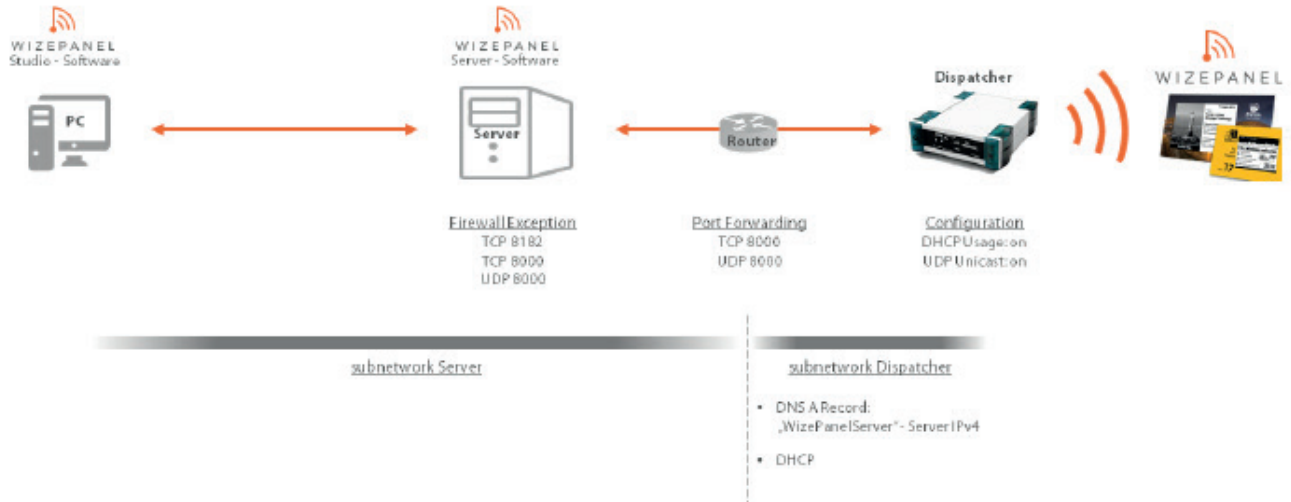 WIZEPANEL
Studio - Software
PC
WIZEPANEL
Server - Software
Server
Router
Dispatcher
WIZEPANEL
Firewall Exception
TCP 8182
TCP 8000
UDP 8000
Port Forwarding
TCP 8000
UDP 8000
Configuration
DHCP Usage: on
UDP Unicast: on
subnetwork Server
subnetwork Dispatcher
• DNS A Record:
„WizePanelServer“ - Server IPv4
• DHCP